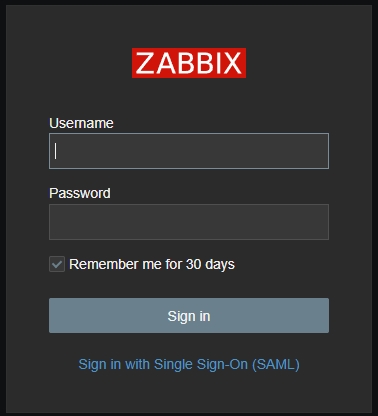 ZABBIX
Username
Password
Remember me for 30 days
Sign in
Sign in with Single Sign-On (SAML)